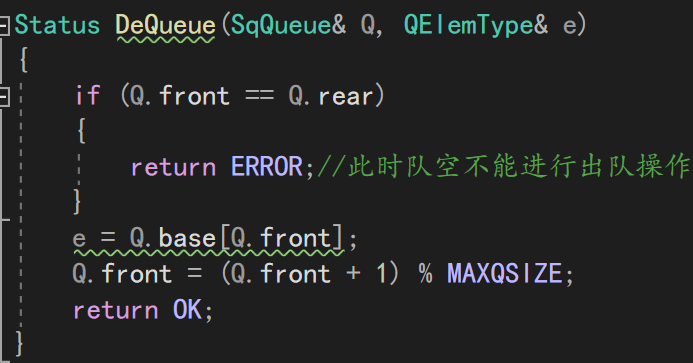 Status DeQueue(SqQueue& Q, QElemType& e)
{
if (Q.front == Q.rear)
{
return ERROR;//此时队空不能进行出队操作
}
e = Q.base[Q.front];
Q.front = (Q.front + 1) % MAXQSIZE;
return OK;
}